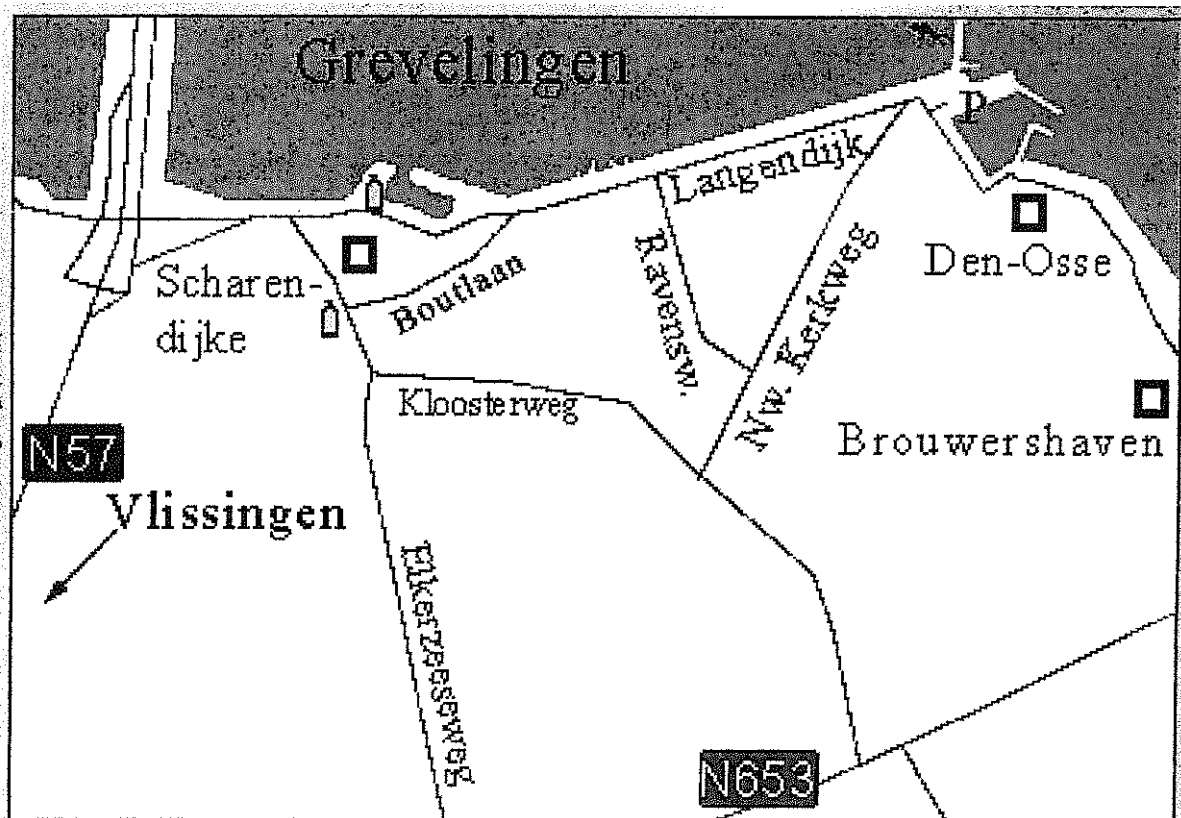 Grevelingen
P
Langendijk
Den-Osse
Scharen-
dijke
Boutlaan
Ravensw.
Nw. Kerkweg
Kloosterweg
Brouwershaven
N57
Vlissingen
Elkerzeeseweg
N653